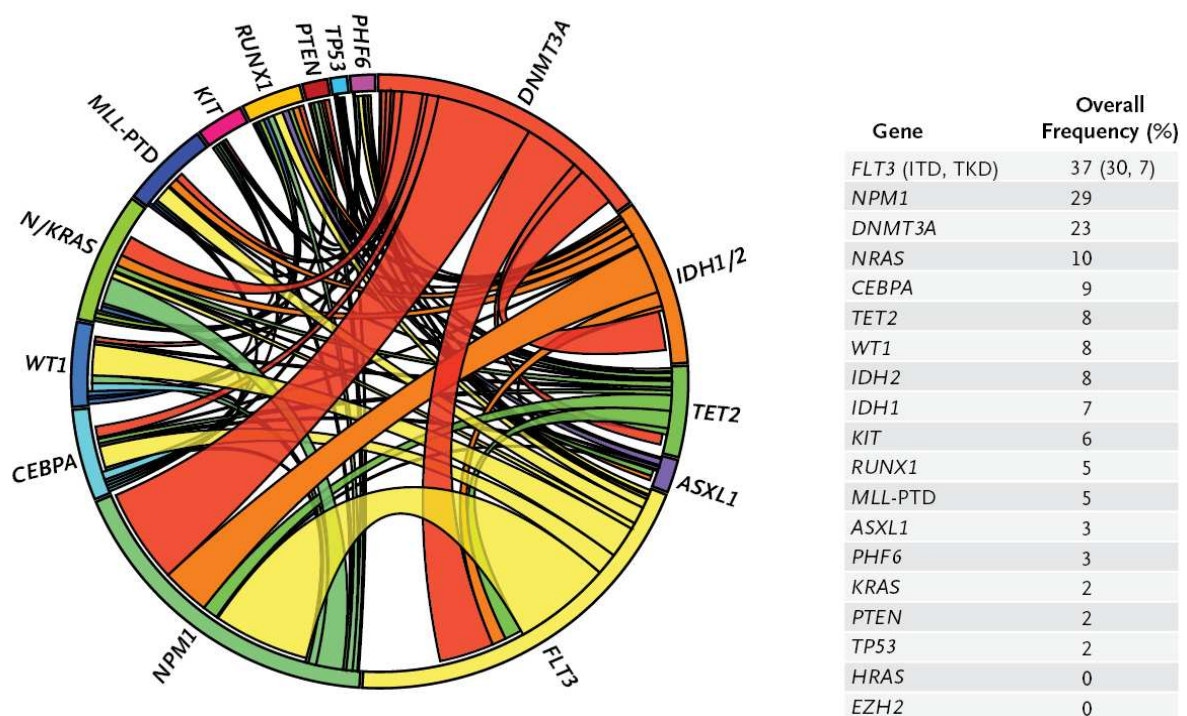 PHF6
TP53
PTEN
RUNX1
KIT
MLL-PTD
N/KRAS
WT1
CEBPA
NPM1
FLT3
ASXL1
TET2
IDH1/2
DNMT3A
Overall
Gene Frequency (%)
FLT3 (ITD, TKD) 37 (30, 7)
NPM1 29
DNMT3A 23
NRAS 10
CEBPA 9
TET2 8
WT1 8
IDH2 8
IDH1 7
KIT 6
RUNX1 5
MLL-PTD 5
ASXL1 3
PHF6 3
KRAS 2
PTEN 2
TP53 2
HRAS 0
EZH2 0